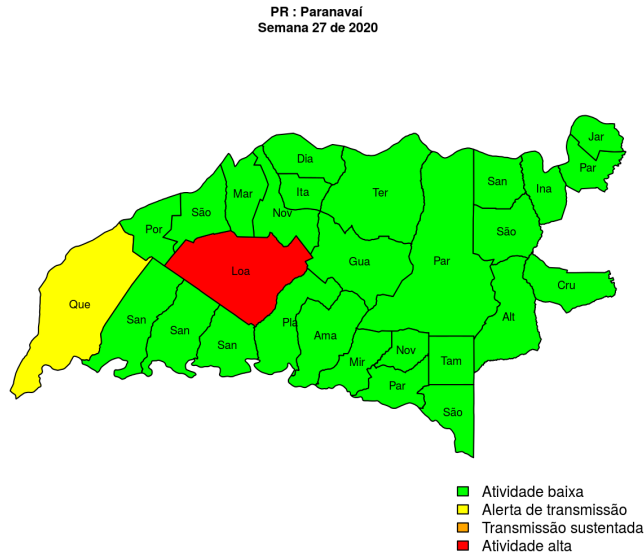 PR : Paranavaí
Semana 27 de 2020
Jar
Par
Dia
Ter
San
Ina
Mar
Ita
São
Nov
Por
São
Loa
Gua
Par
Cru
Que
San
San
San
Pla
Ama
Alt
Mir
Nov
Tam
Par
São
Atividade baixa
Alerta de transmissão
Transmissão sustentada
Atividade alta